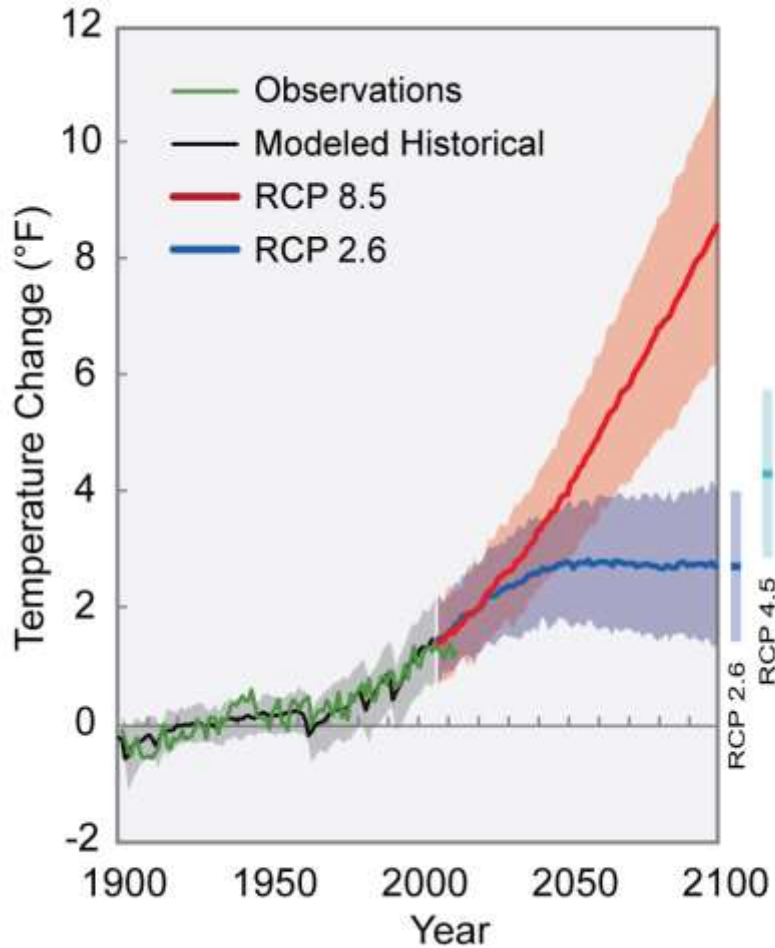 12
10
8
6
4
2
0
-2
Temperature Change (°F)
Observations
Modeled Historical
RCP 8.5
RCP 2.6
1900
1950
2000
2050
2100
Year
RCP 2.6
RCP 4.5